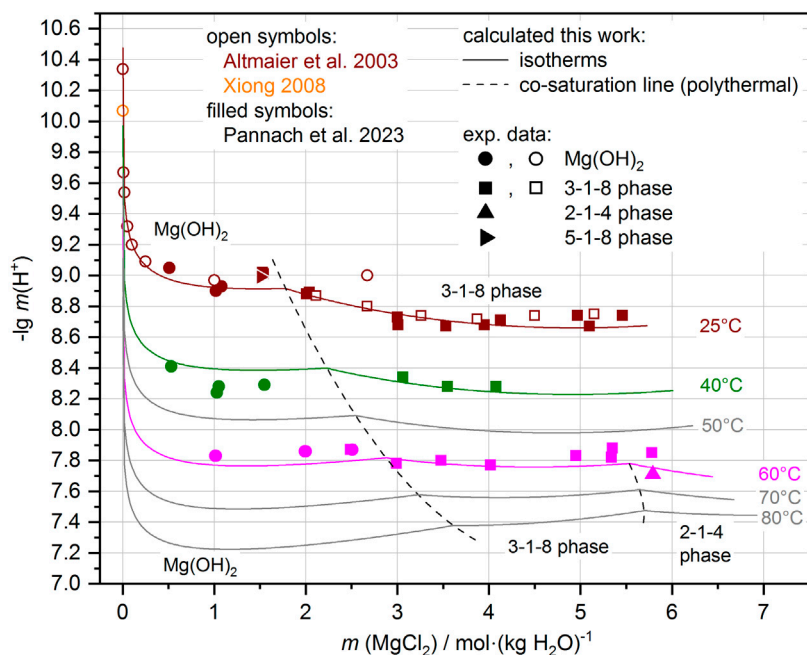 10.6
10.4
10.2
10.0
9.8
9.6
9.4
9.2
9.0
8.8
8.6
8.4
8.2
8.0
7.8
7.6
7.4
7.2
7.0
-lg m(H⁺)
open symbols:
Altmaier et al. 2003
Xiong 2008
filled symbols:
Pannach et al. 2023
calculated this work:
isotherms
co-saturation line (polythermal)
exp. data:
, Mg(OH)₂
, 3-1-8 phase
2-1-4 phase
5-1-8 phase
Mg(OH)₂
3-1-8 phase
25°C
40°C
50°C
60°C
70°C
80°C
Mg(OH)₂
3-1-8 phase
2-1-4
phase
0 1 2 3 4 5 6 7
m (MgCl₂) / mol·(kg H₂O)⁻¹